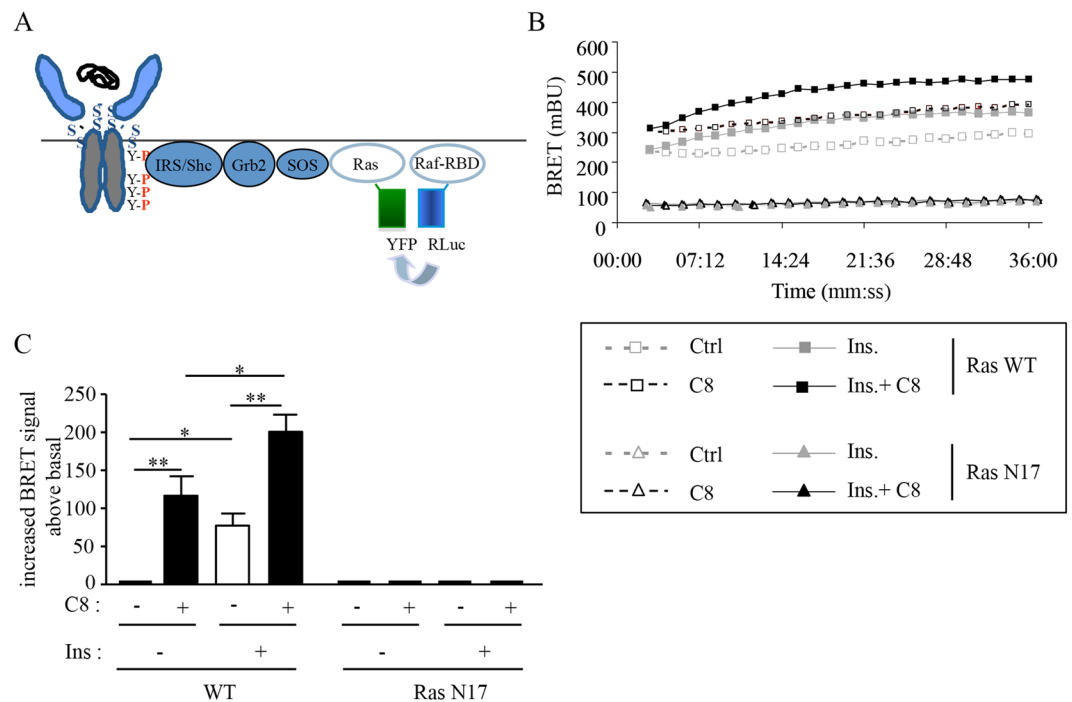 A
S
S
S S
S S
S S
Y-P
Y-P
Y-P
Y-P
IRS/Shc
Grb2
SOS
Ras
Raf-RBD
YFP
RLuc
B
BRET (mBU)
600
500
400
300
200
100
0
00:00 07:12 14:24 21:36 28:48 36:00
Time (mm:ss)
Ctrl Ins.
C8 Ins.+ C8
Ras WT
Ctrl Ins.
C8 Ins.+ C8
Ras N17
C
increased BRET signal
above basal
250
200
150
100
50
0
*
**
*
**
C8 : - + - + - + - +
Ins : - + - +
WT Ras N17